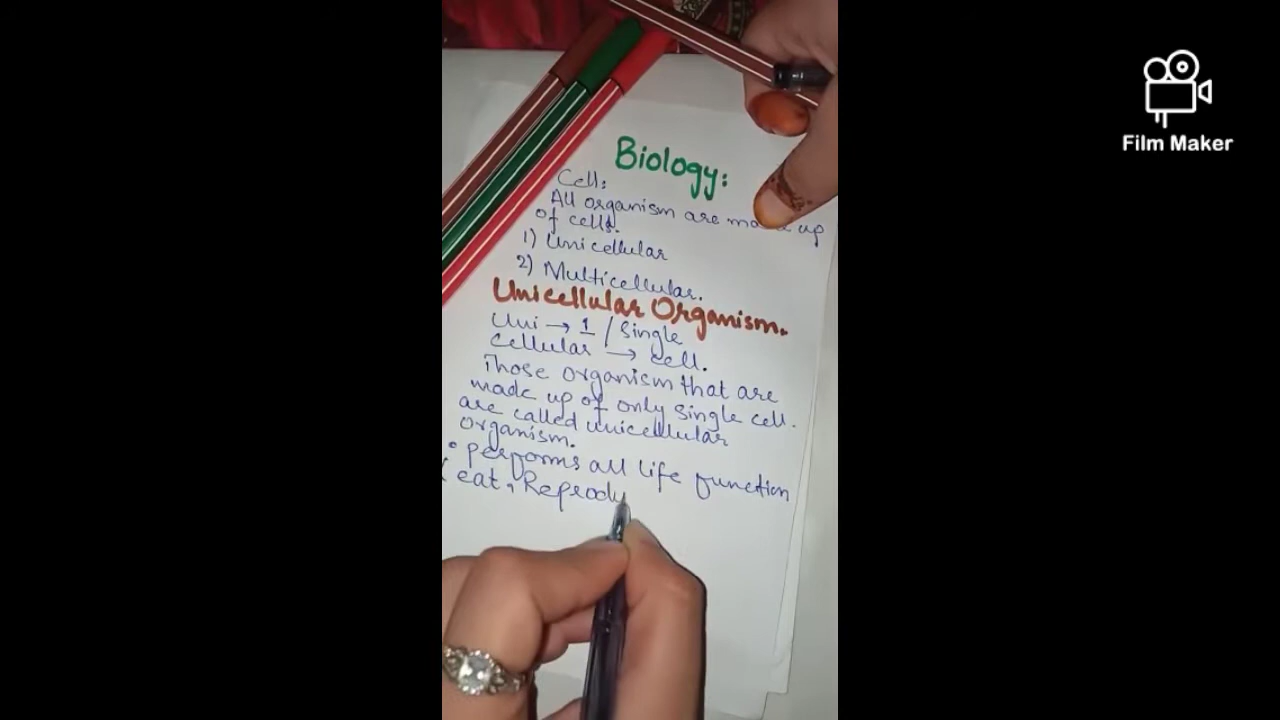 Biology:
Cell:
All organism are made up
of cells.
1) Unicellular
2) Multicellular.
Unicellular Organism.
Uni → 1 / Single
Cellular → cell.
Those organism that are
made up of only single cell.
are called unicellular
organism.
• performs all life function
( eat, Reprodu
Film Maker